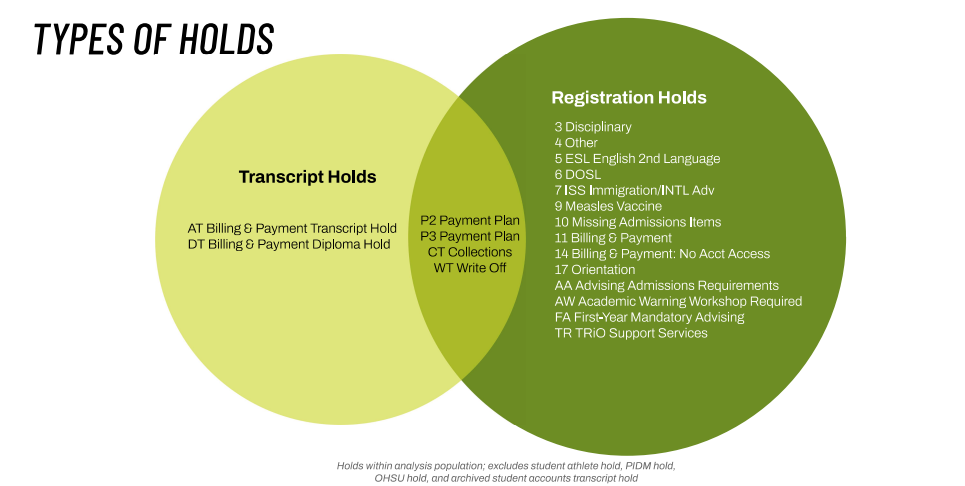 TYPES OF HOLDS
Transcript Holds
AT Billing & Payment Transcript Hold
DT Billing & Payment Diploma Hold
P2 Payment Plan
P3 Payment Plan
CT Collections
WT Write Off
Registration Holds
3 Disciplinary
4 Other
5 ESL English 2nd Language
6 DOSL
7 ISS Immigration/INTL Adv
9 Measles Vaccine
10 Missing Admissions Items
11 Billing & Payment
14 Billing & Payment: No Acct Access
17 Orientation
AA Advising Admissions Requirements
AW Academic Warning Workshop Required
FA First-Year Mandatory Advising
TR TRiO Support Services
Holds within analysis population; excludes student athlete hold, PIDM hold,
OHSU hold, and archived student accounts transcript hold